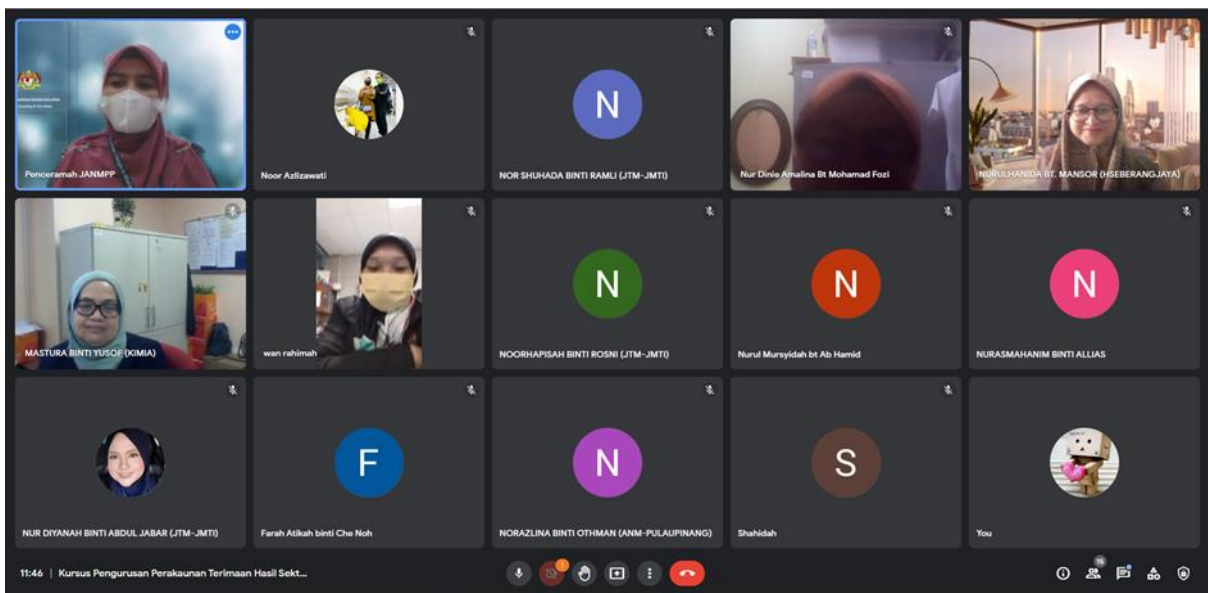 Penceramah JANMPP
Noor Azlizawati
N
NOR SHUHADA BINTI RAMLI (JTM-JMTI)
Nur Dinie Amalina Bt Mohamad Fozi
NURULHANIDA BT. MANSOR (HSEBERANGJAYA)
MASTURA BINTI YUSOF (KIMIA)
wan rahimah
N
NOORHAPISAH BINTI ROSNI (JTM-JMTI)
N
Nurul Mursyidah bt Ab Hamid
N
NURASMAHANIM BINTI ALLIAS
NUR DIYANAH BINTI ABDUL JABAR (JTM-JMTI)
F
Farah Atikah binti Che Noh
N
NORAZLINA BINTI OTHMAN (ANM-PULAUPINANG)
S
Shahidah
You
11:46 | Kursus Pengurusan Perakaunan Terimaan Hasil Sekt...
15